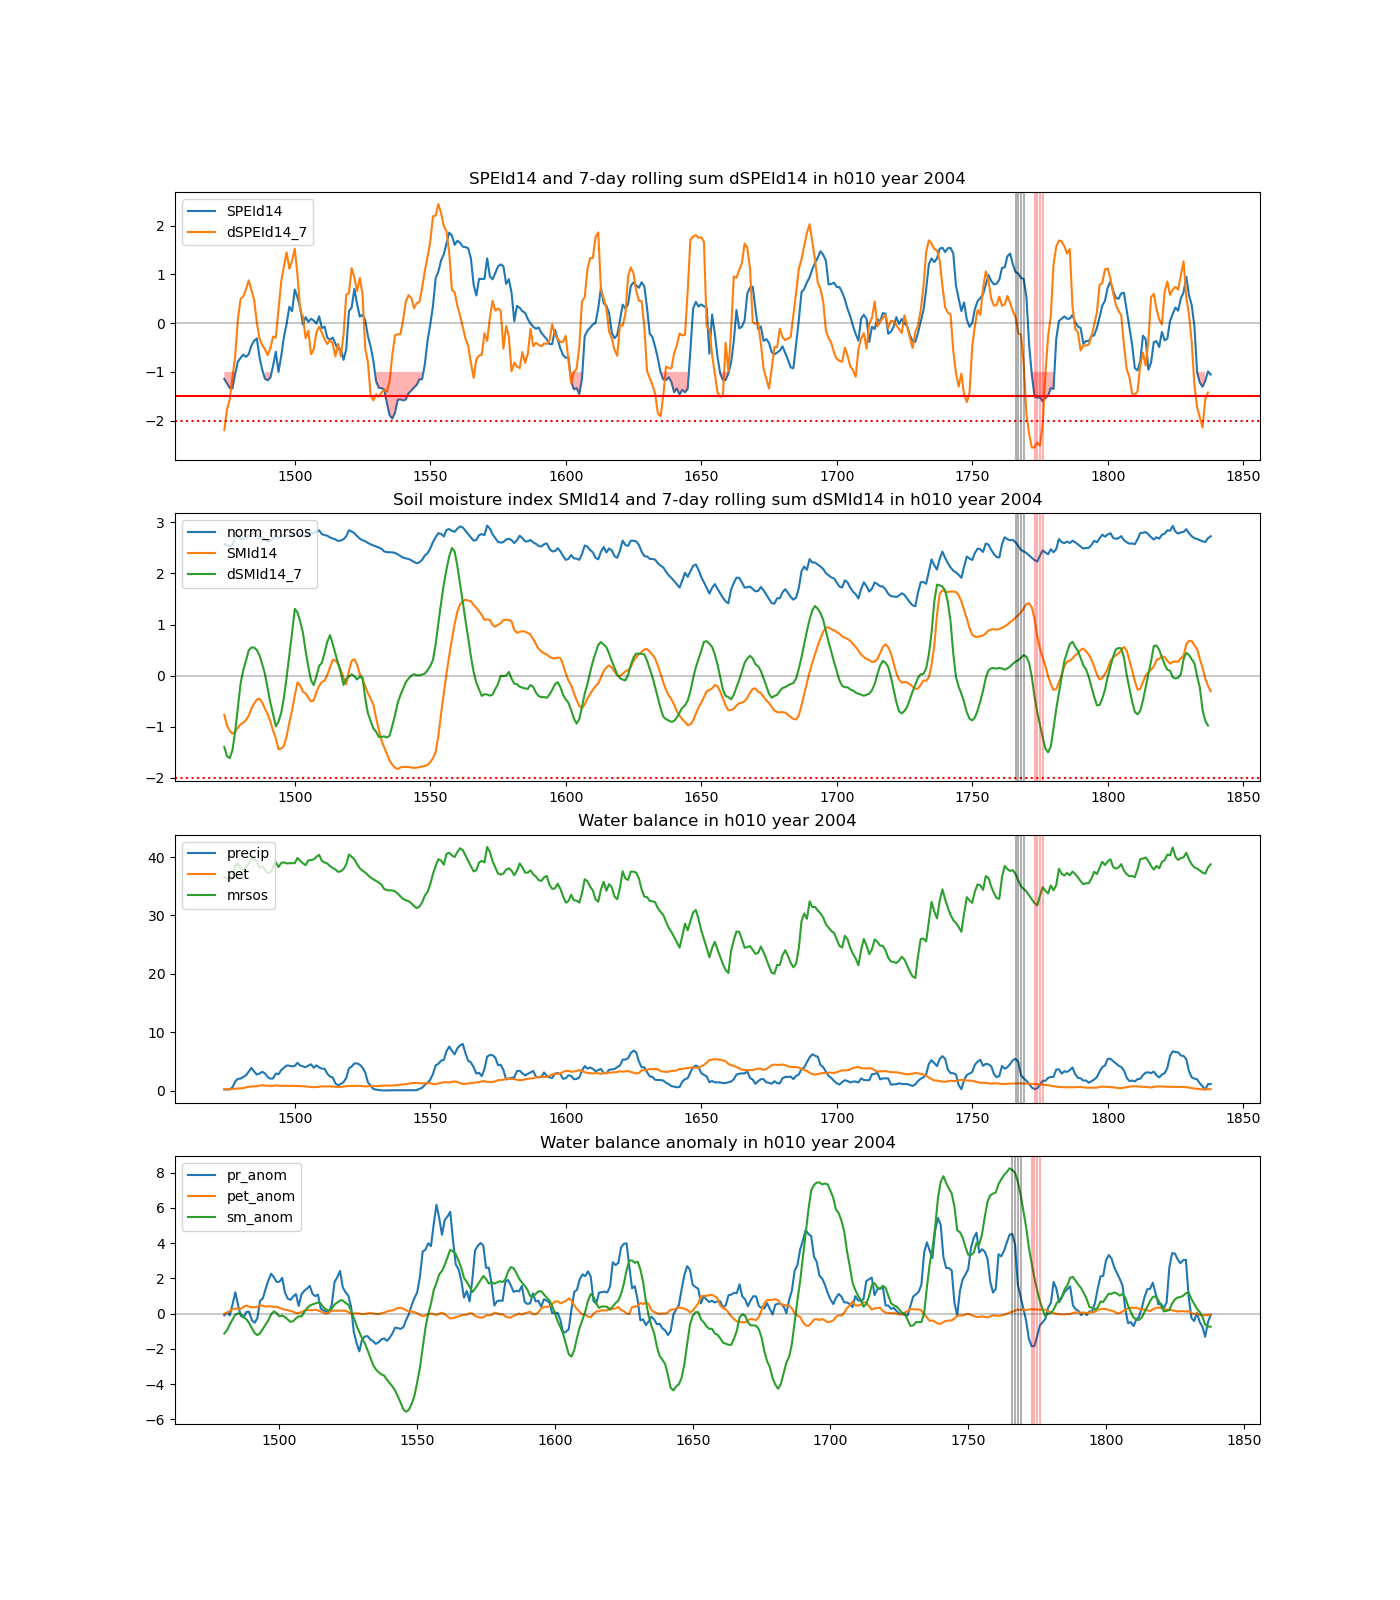 SPEId14 and 7-day rolling sum dSPEId14 in h010 year 2004
SPEId14
dSPEId14_7
2
1
0
−1
−2
1500 1550 1600 1650 1700 1750 1800 1850
Soil moisture index SMId14 and 7-day rolling sum dSMId14 in h010 year 2004
norm_mrsos
SMId14
dSMId14_7
3
2
1
0
−1
−2
1500 1550 1600 1650 1700 1750 1800 1850
Water balance in h010 year 2004
precip
pet
mrsos
40
30
20
10
0
1500 1550 1600 1650 1700 1750 1800 1850
Water balance anomaly in h010 year 2004
pr_anom
pet_anom
sm_anom
8
6
4
2
0
−2
−4
−6
1500 1550 1600 1650 1700 1750 1800 1850